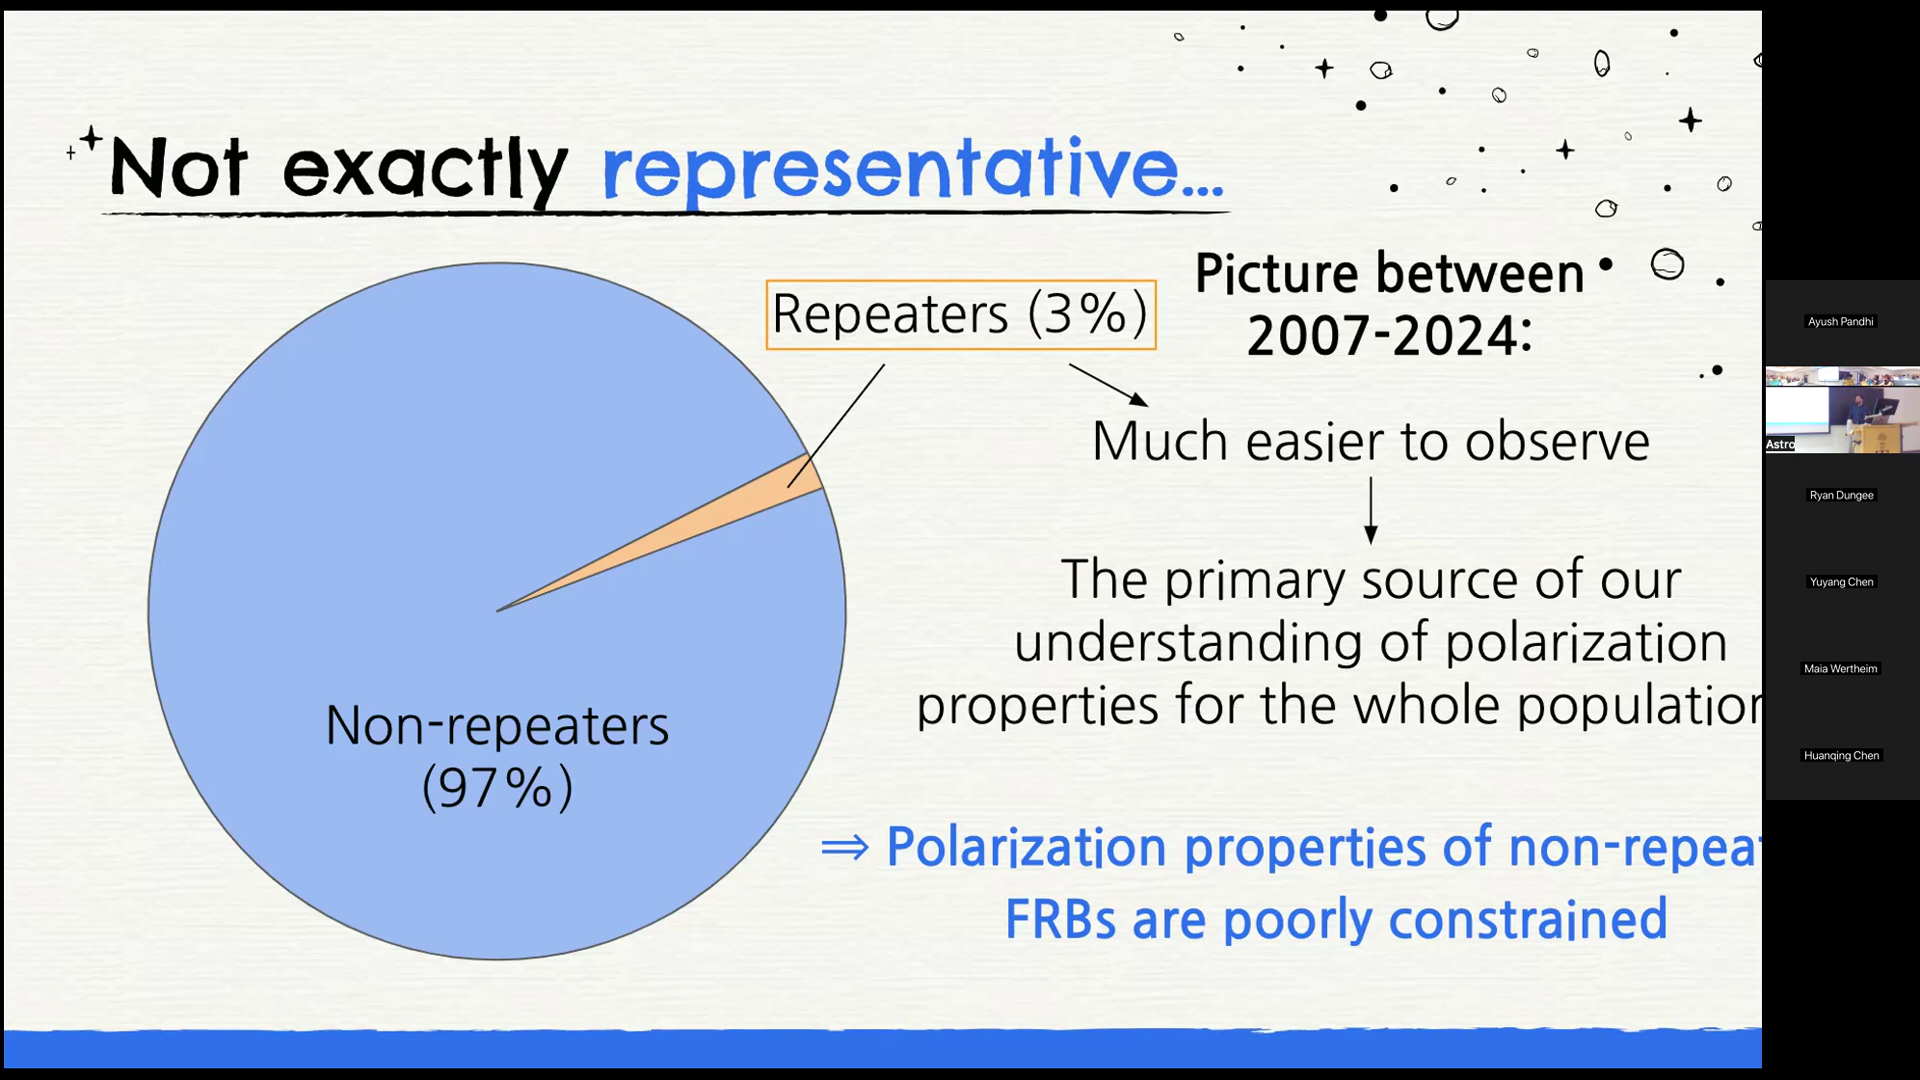 Not exactly representative...
Repeaters (3%)
Picture between
2007-2024:
Much easier to observe
The primary source of our
understanding of polarization
properties for the whole population
Non-repeaters
(97%)
⇒ Polarization properties of non-repeat
FRBs are poorly constrained
Ayush Pandhi
Astro
Ryan Dungee
Yuyang Chen
Maia Wertheim
Huanqing Chen